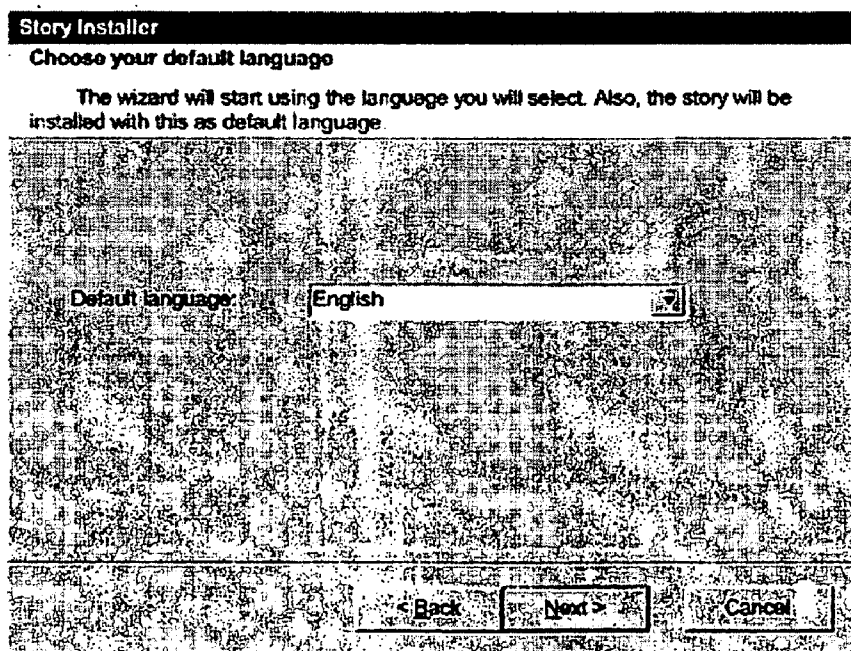 Story Installer
Choose your default language
The wizard will start using the language you will select. Also, the story will be
installed with this as default language.
Default language:
English
< Back
Next >
Cancel